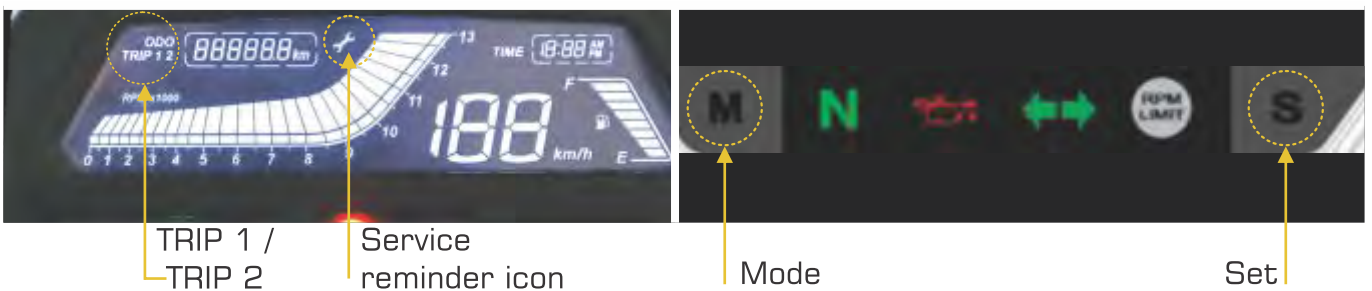 ODO
TRIP 1 2
888888 km
TIME 18:88 AM
PM
RPM x1000
0 1 2 3 4 5 6 7 8 9 10 11 12 13
188 km/h
F
E
M
N
RPM
LIMIT
S
TRIP 1 /
TRIP 2
Service
reminder icon
Mode
Set